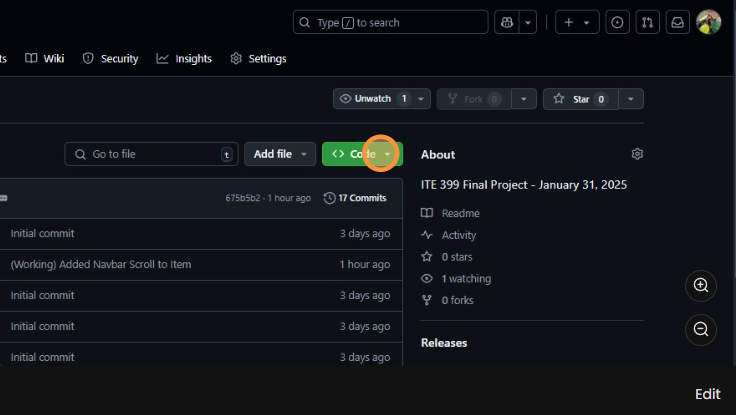 Type / to search
ts Wiki Security Insights Settings
Unwatch 1 Fork 0 Star 0
Go to file t Add file <> Code
About
ITE 399 Final Project - January 31, 2025
675b5b2 · 1 hour ago 17 Commits
Readme
Initial commit 3 days ago
Activity
0 stars
(Working) Added Navbar Scroll to Item 1 hour ago
1 watching
Initial commit 3 days ago
0 forks
Initial commit 3 days ago
Releases
Initial commit 3 days ago
Edit